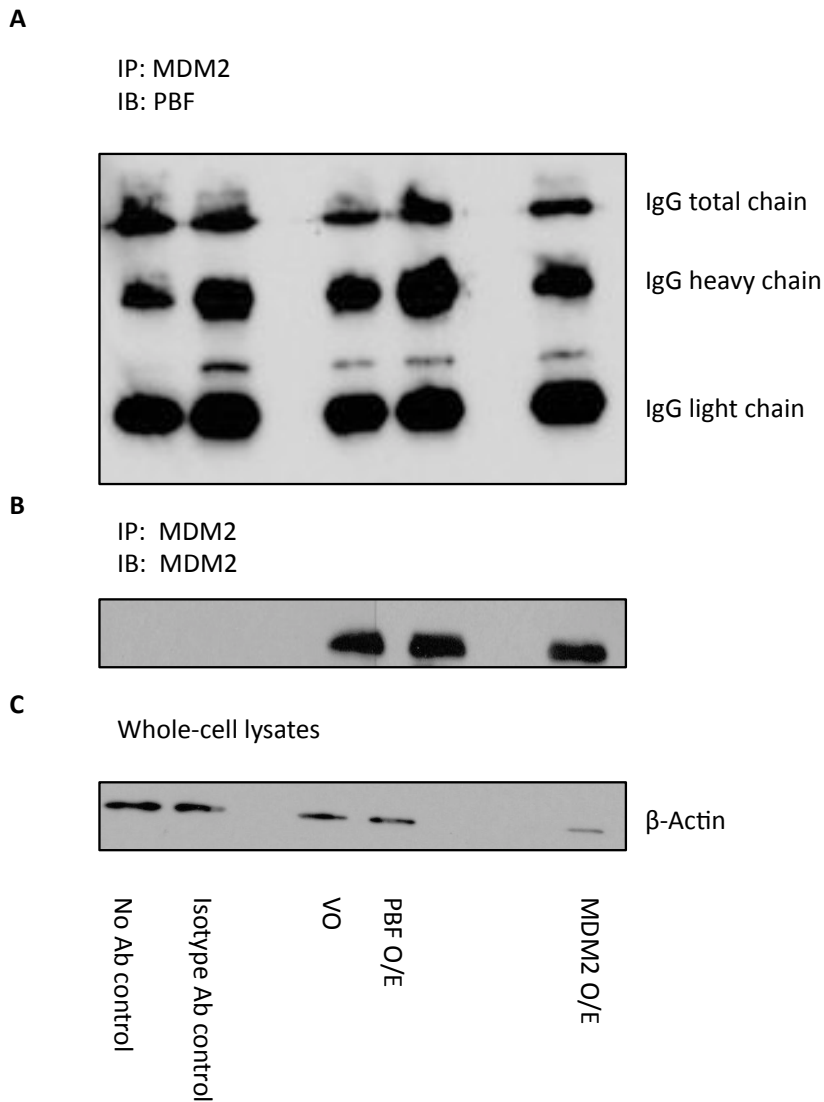 A
IP: MDM2
IB: PBF
IgG total chain
IgG heavy chain
IgG light chain
B
IP: MDM2
IB: MDM2
C
Whole-cell lysates
β-Actin
No Ab control
Isotype Ab control
VO
PBF O/E
MDM2 O/E